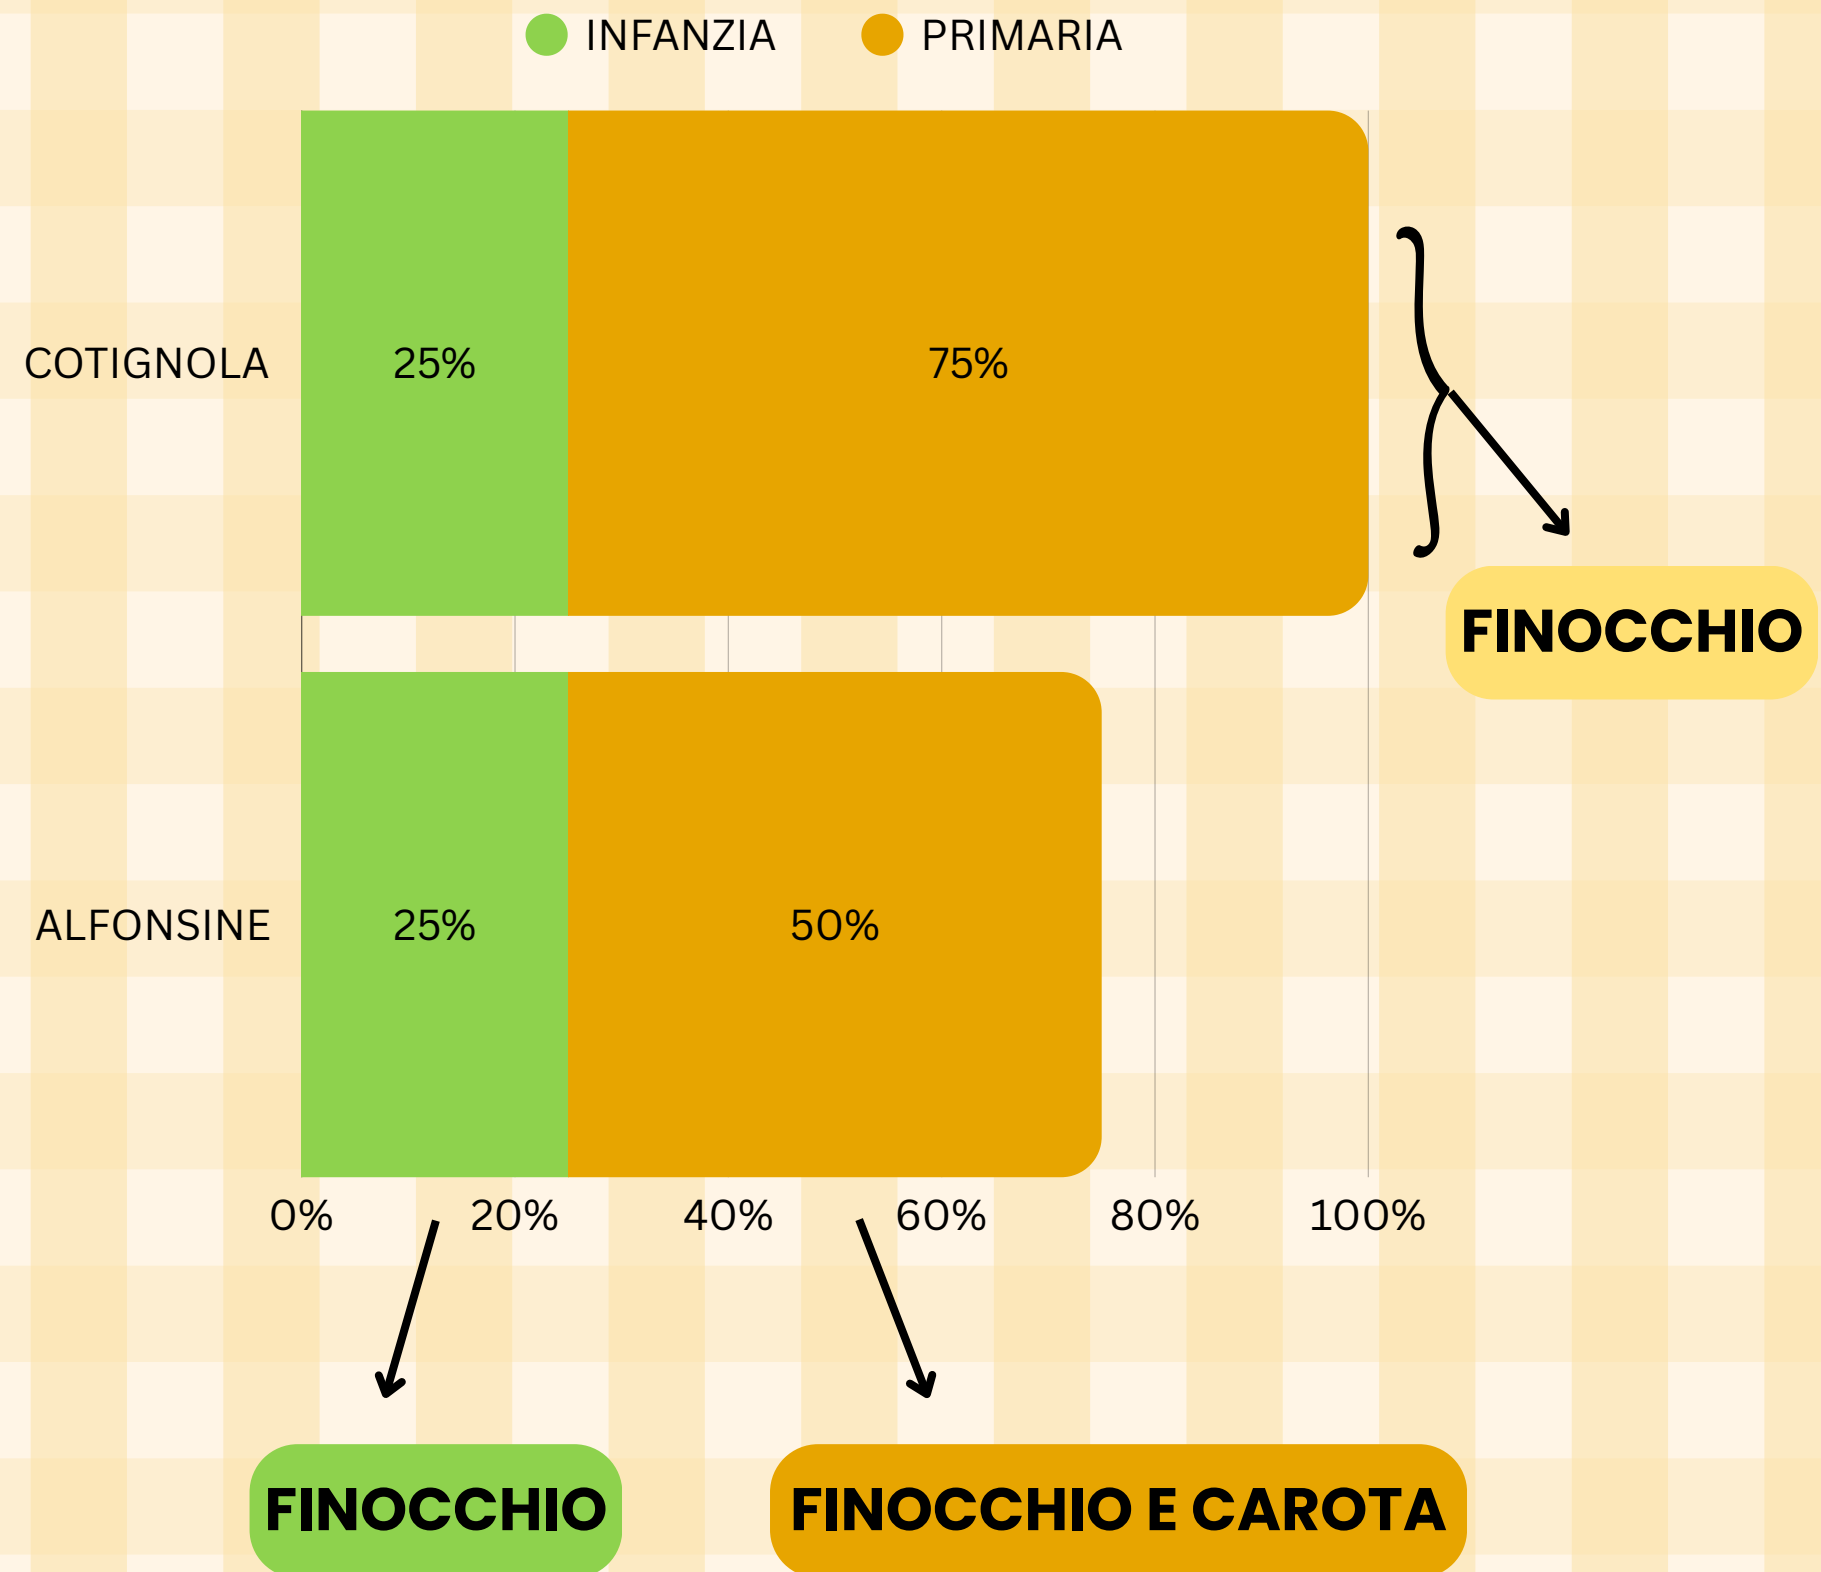 INFANZIA PRIMARIA
COTIGNOLA 25% 75%
FINOCCHIO
ALFONSINE 25% 50%
0% 20% 40% 60% 80% 100%
FINOCCHIO FINOCCHIO E CAROTA